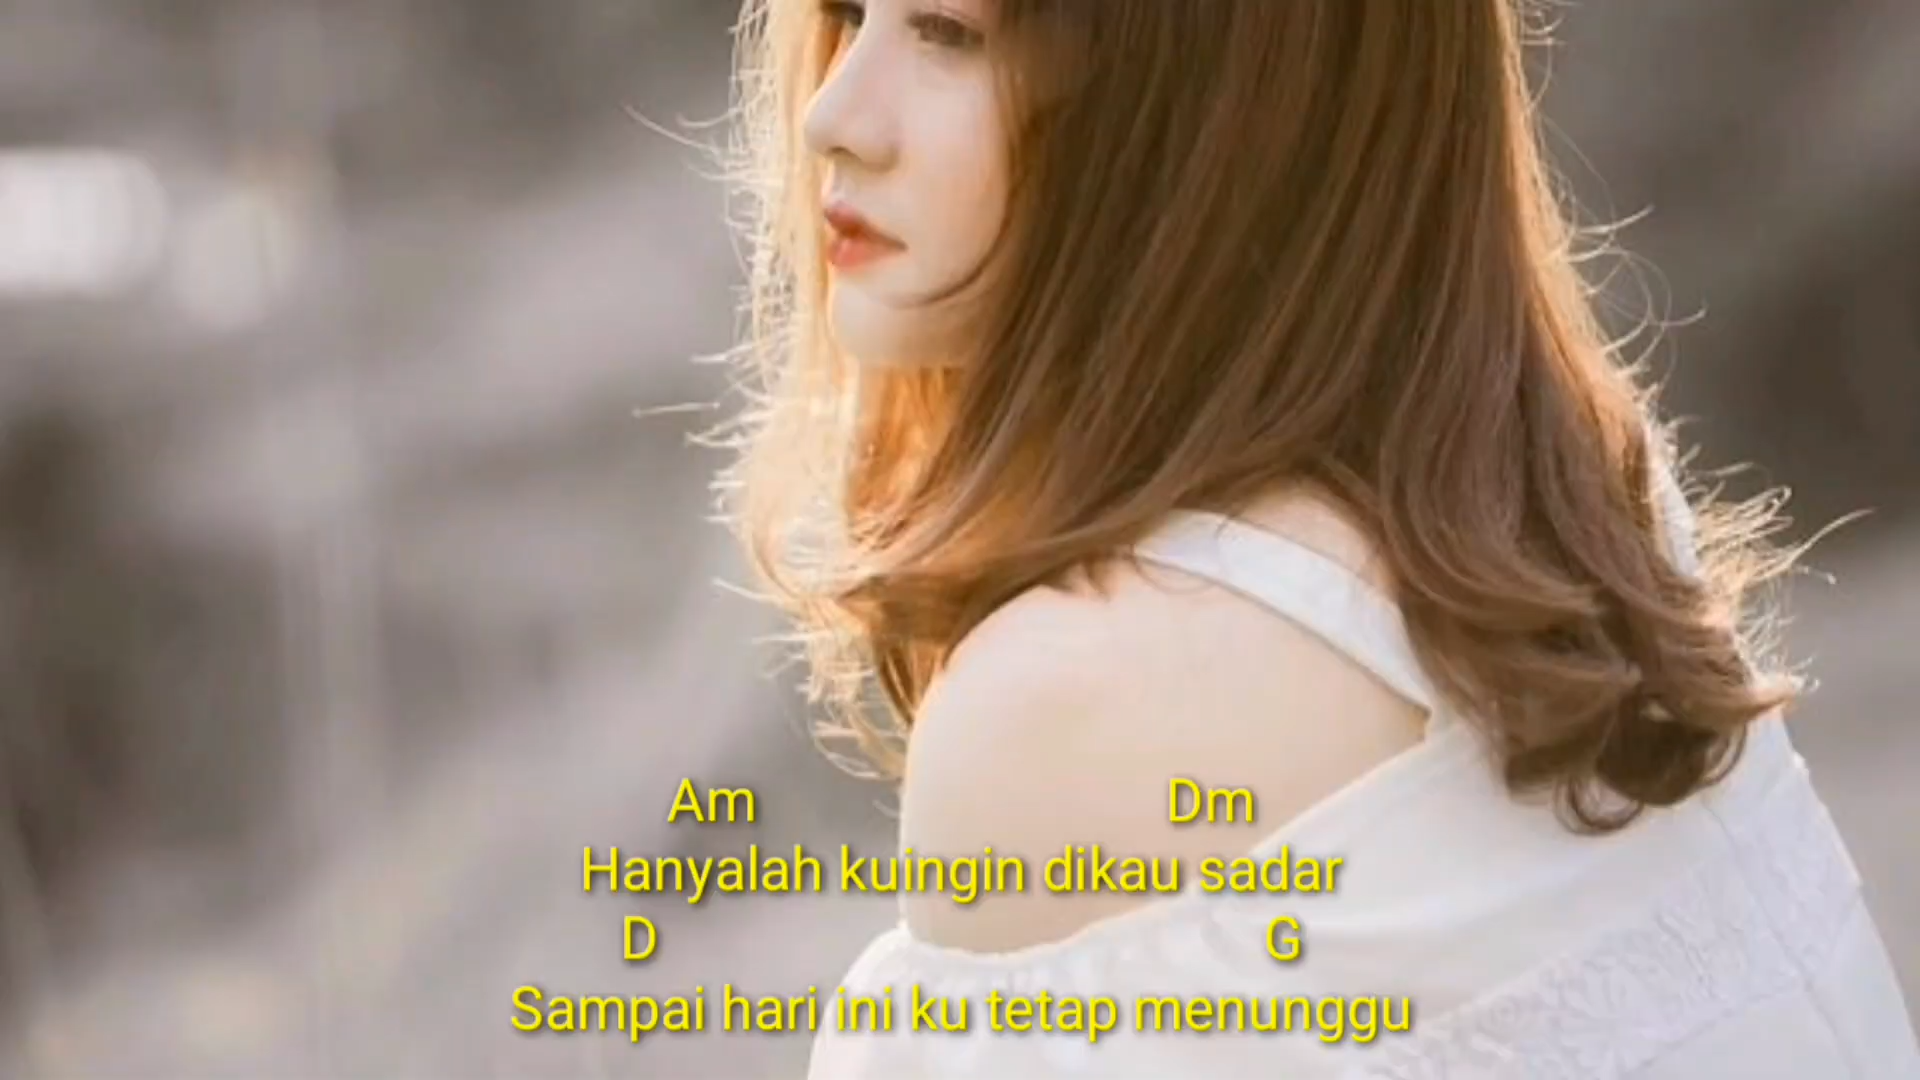 Am Dm
Hanyalah kuingin dikau sadar
D G
Sampai hari ini ku tetap menunggu